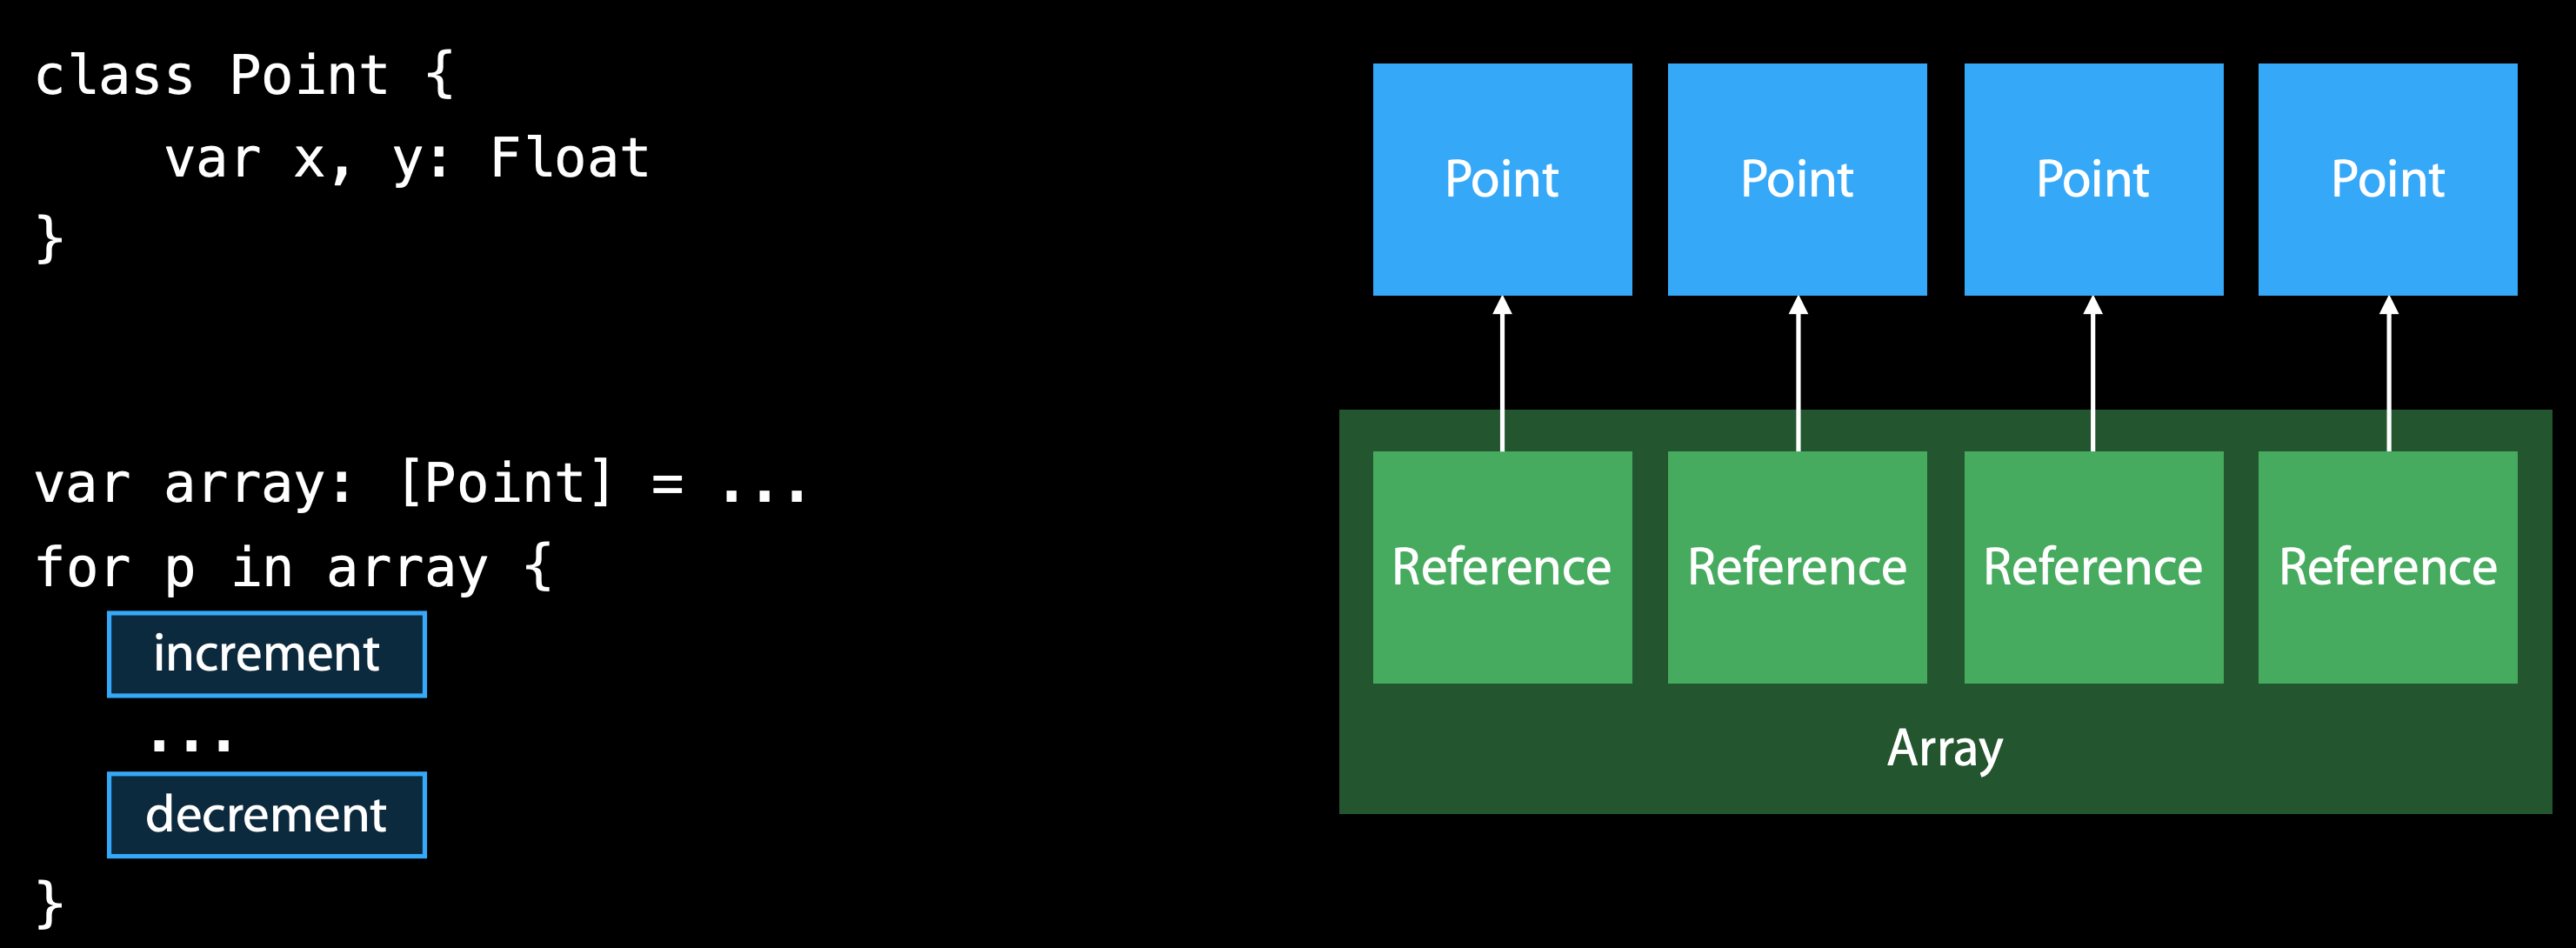 class Point {
    var x, y: Float
}
var array: [Point] = ...
for p in array {
increment
...
decrement
}
Point Point Point Point
Reference Reference Reference Reference
Array